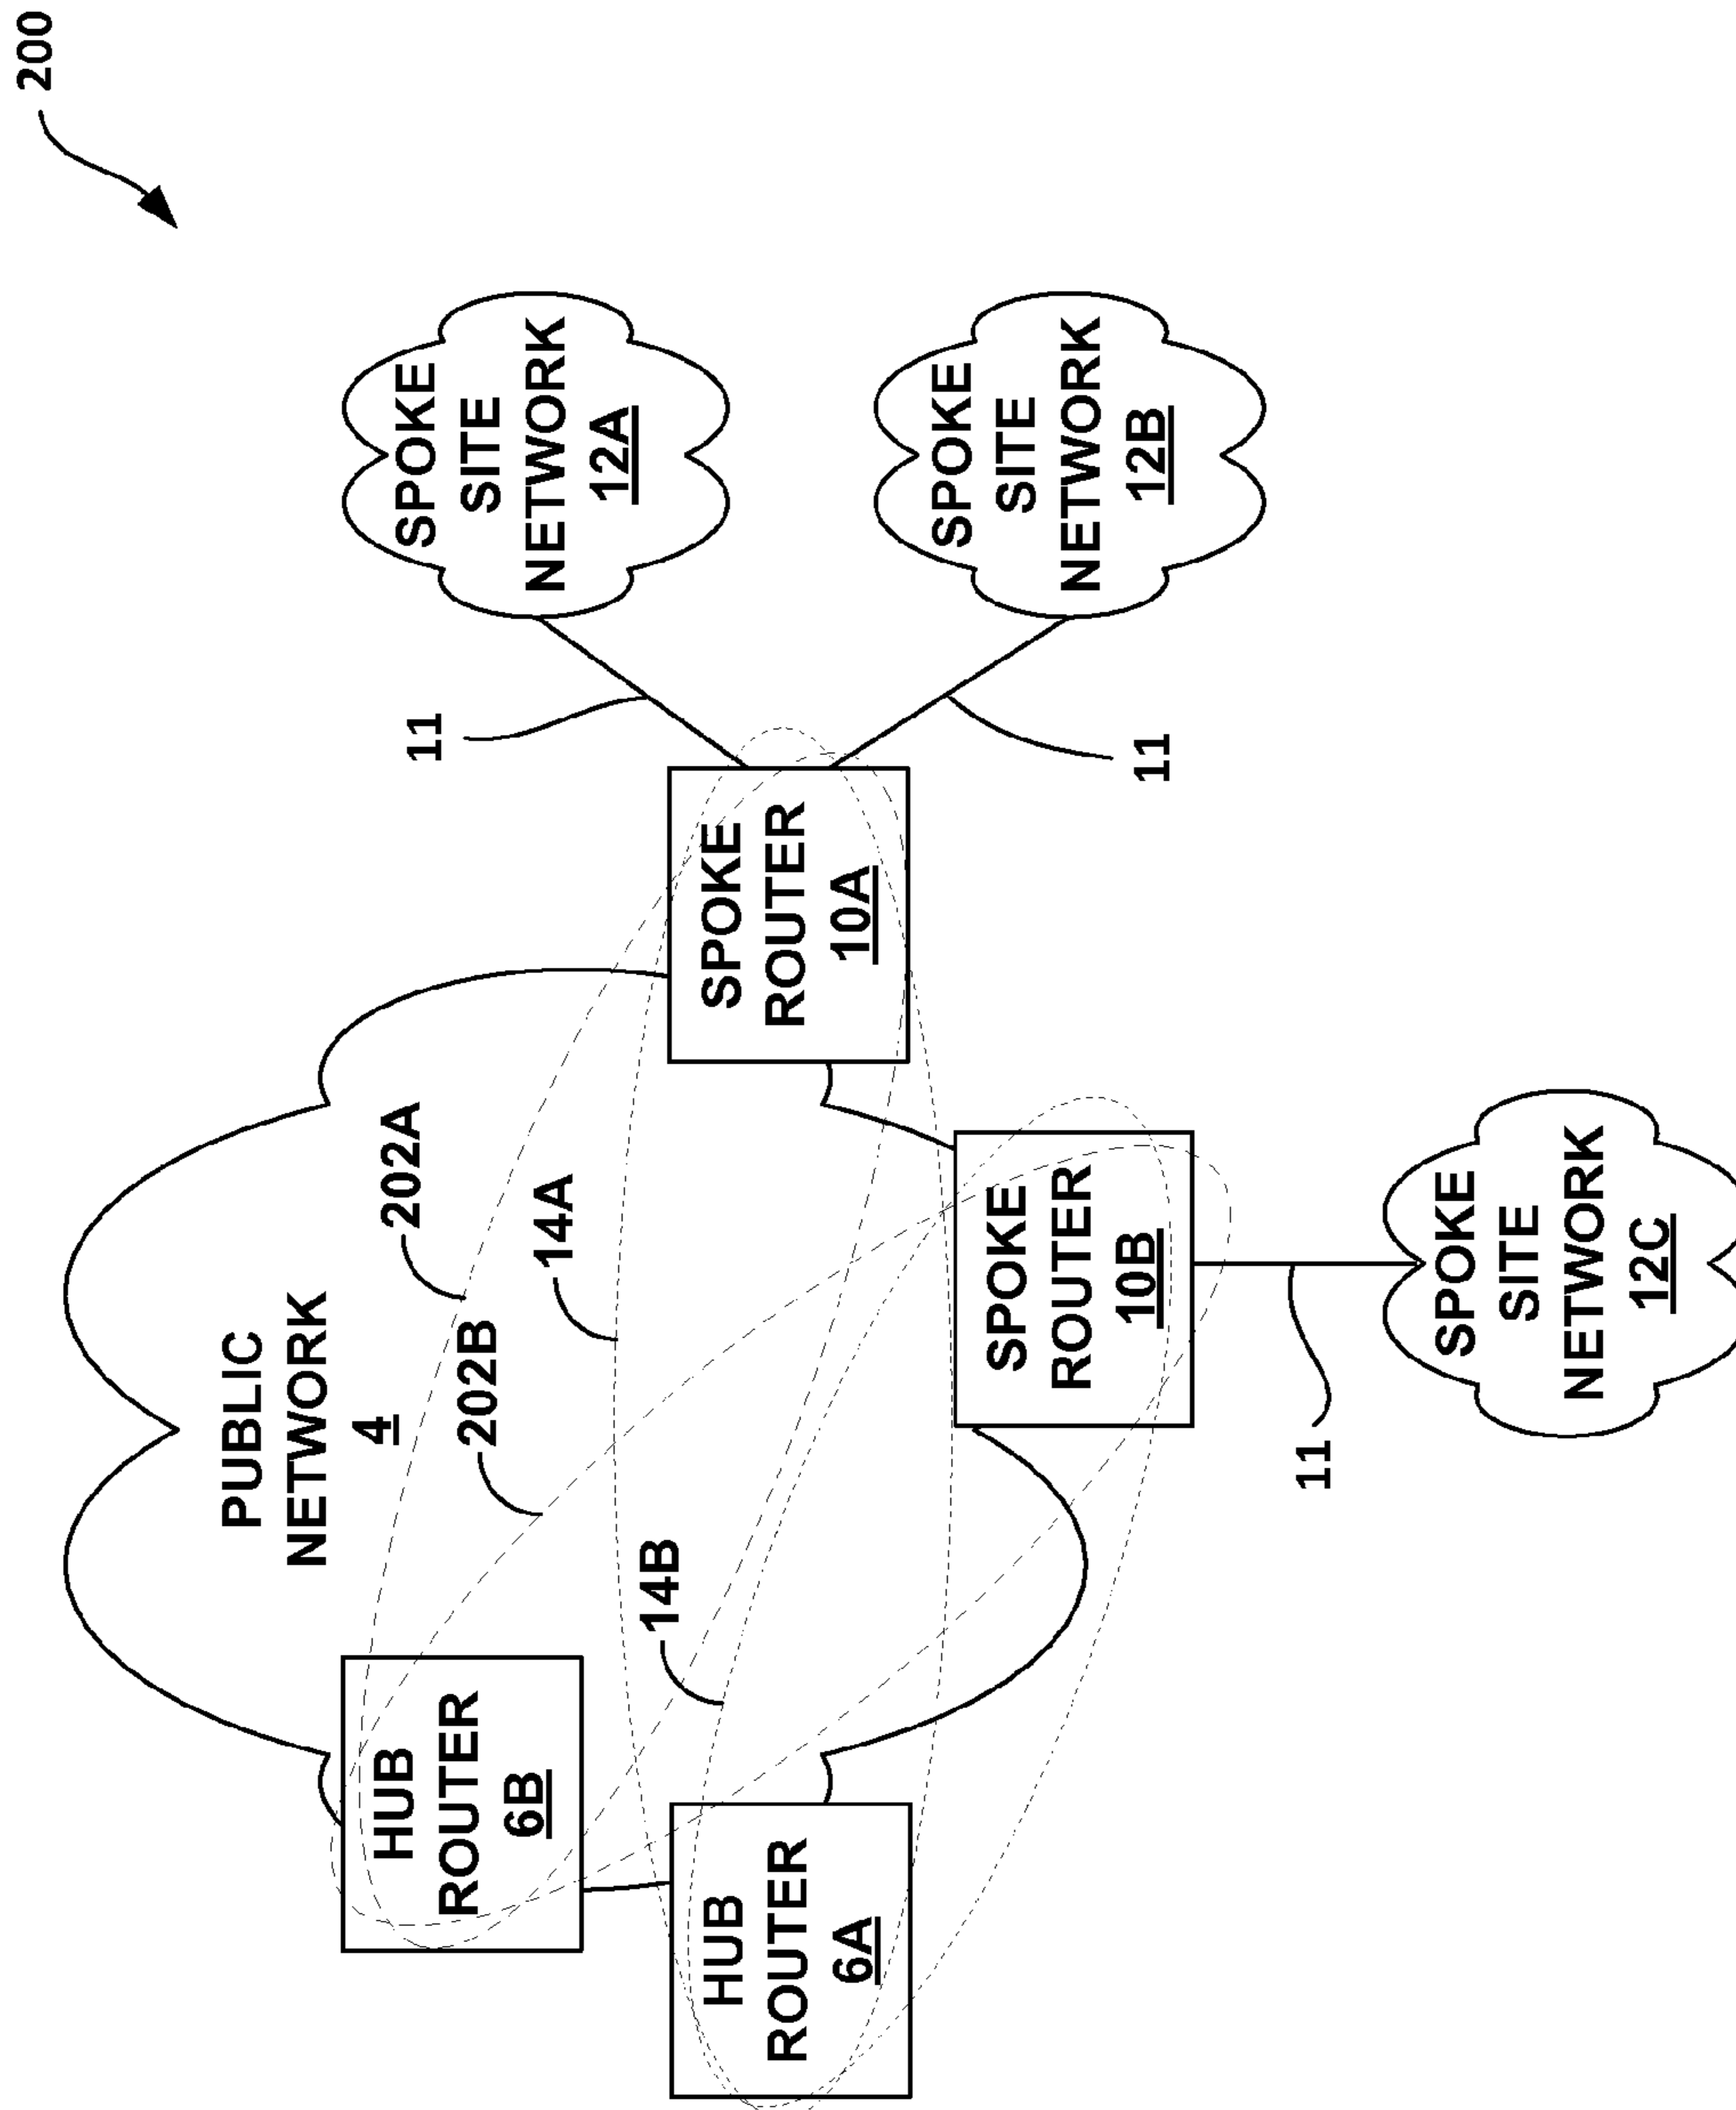 200
PUBLIC
NETWORK
4
202A
14A
202B
14B
HUB
ROUTER
6B
HUB
ROUTER
6A
SPOKE
ROUTER
10A
SPOKE
ROUTER
10B
11
11
11
SPOKE
SITE
NETWORK
12A
SPOKE
SITE
NETWORK
12B
SPOKE
SITE
NETWORK
12C